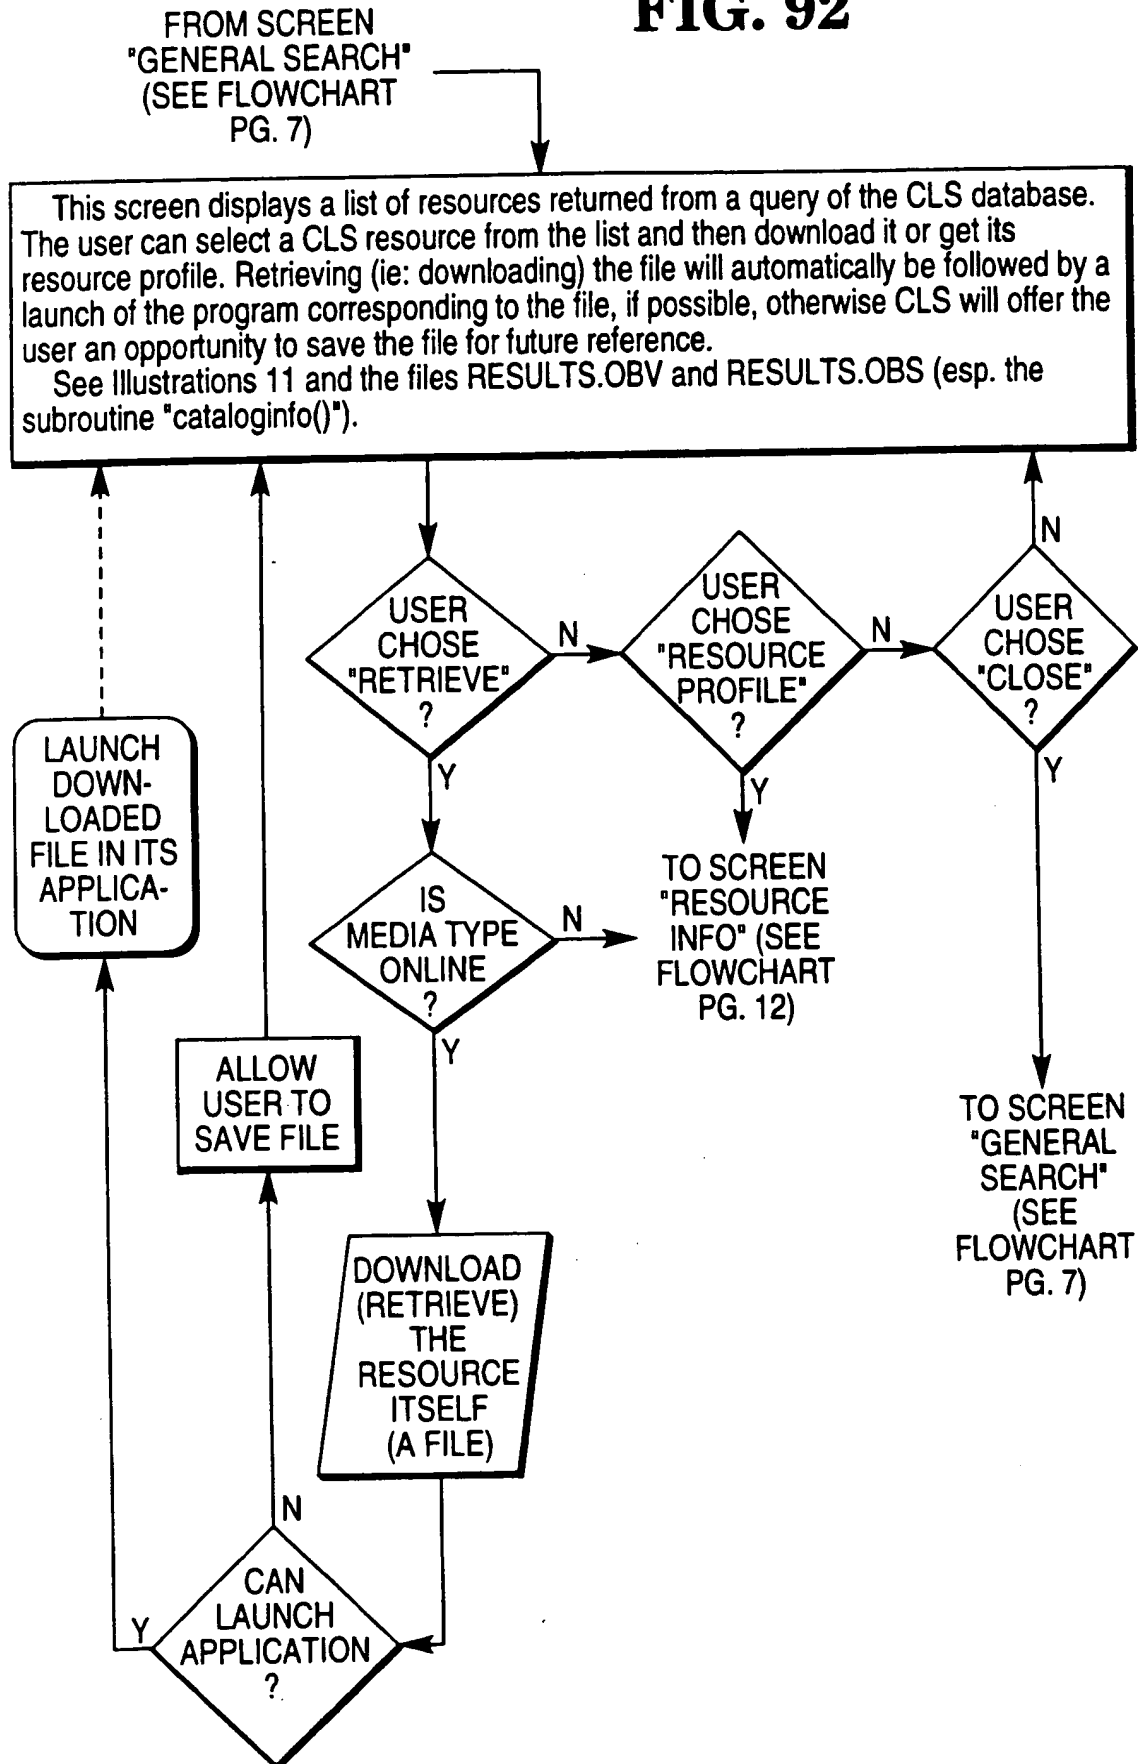 FIG. 92
FROM SCREEN
"GENERAL SEARCH"
(SEE FLOWCHART
PG. 7)
This screen displays a list of resources returned from a query of the CLS database.
The user can select a CLS resource from the list and then download it or get its
resource profile. Retrieving (ie: downloading) the file will automatically be followed by a
launch of the program corresponding to the file, if possible, otherwise CLS will offer the
user an opportunity to save the file for future reference.
See Illustrations 11 and the files RESULTS.OBV and RESULTS.OBS (esp. the
subroutine "cataloginfo()").
USER
CHOSE
"RETRIEVE"
?
N
Y
USER
CHOSE
"RESOURCE
PROFILE"
?
N
Y
USER
CHOSE
"CLOSE"
?
N
Y
LAUNCH
DOWN-
LOADED
FILE IN ITS
APPLICA-
TION
IS
MEDIA TYPE
ONLINE
?
N
Y
TO SCREEN
"RESOURCE
INFO" (SEE
FLOWCHART
PG. 12)
ALLOW
USER TO
SAVE FILE
TO SCREEN
"GENERAL
SEARCH"
(SEE
FLOWCHART
PG. 7)
DOWNLOAD
(RETRIEVE)
THE
RESOURCE
ITSELF
(A FILE)
N
Y
CAN
LAUNCH
APPLICATION
?